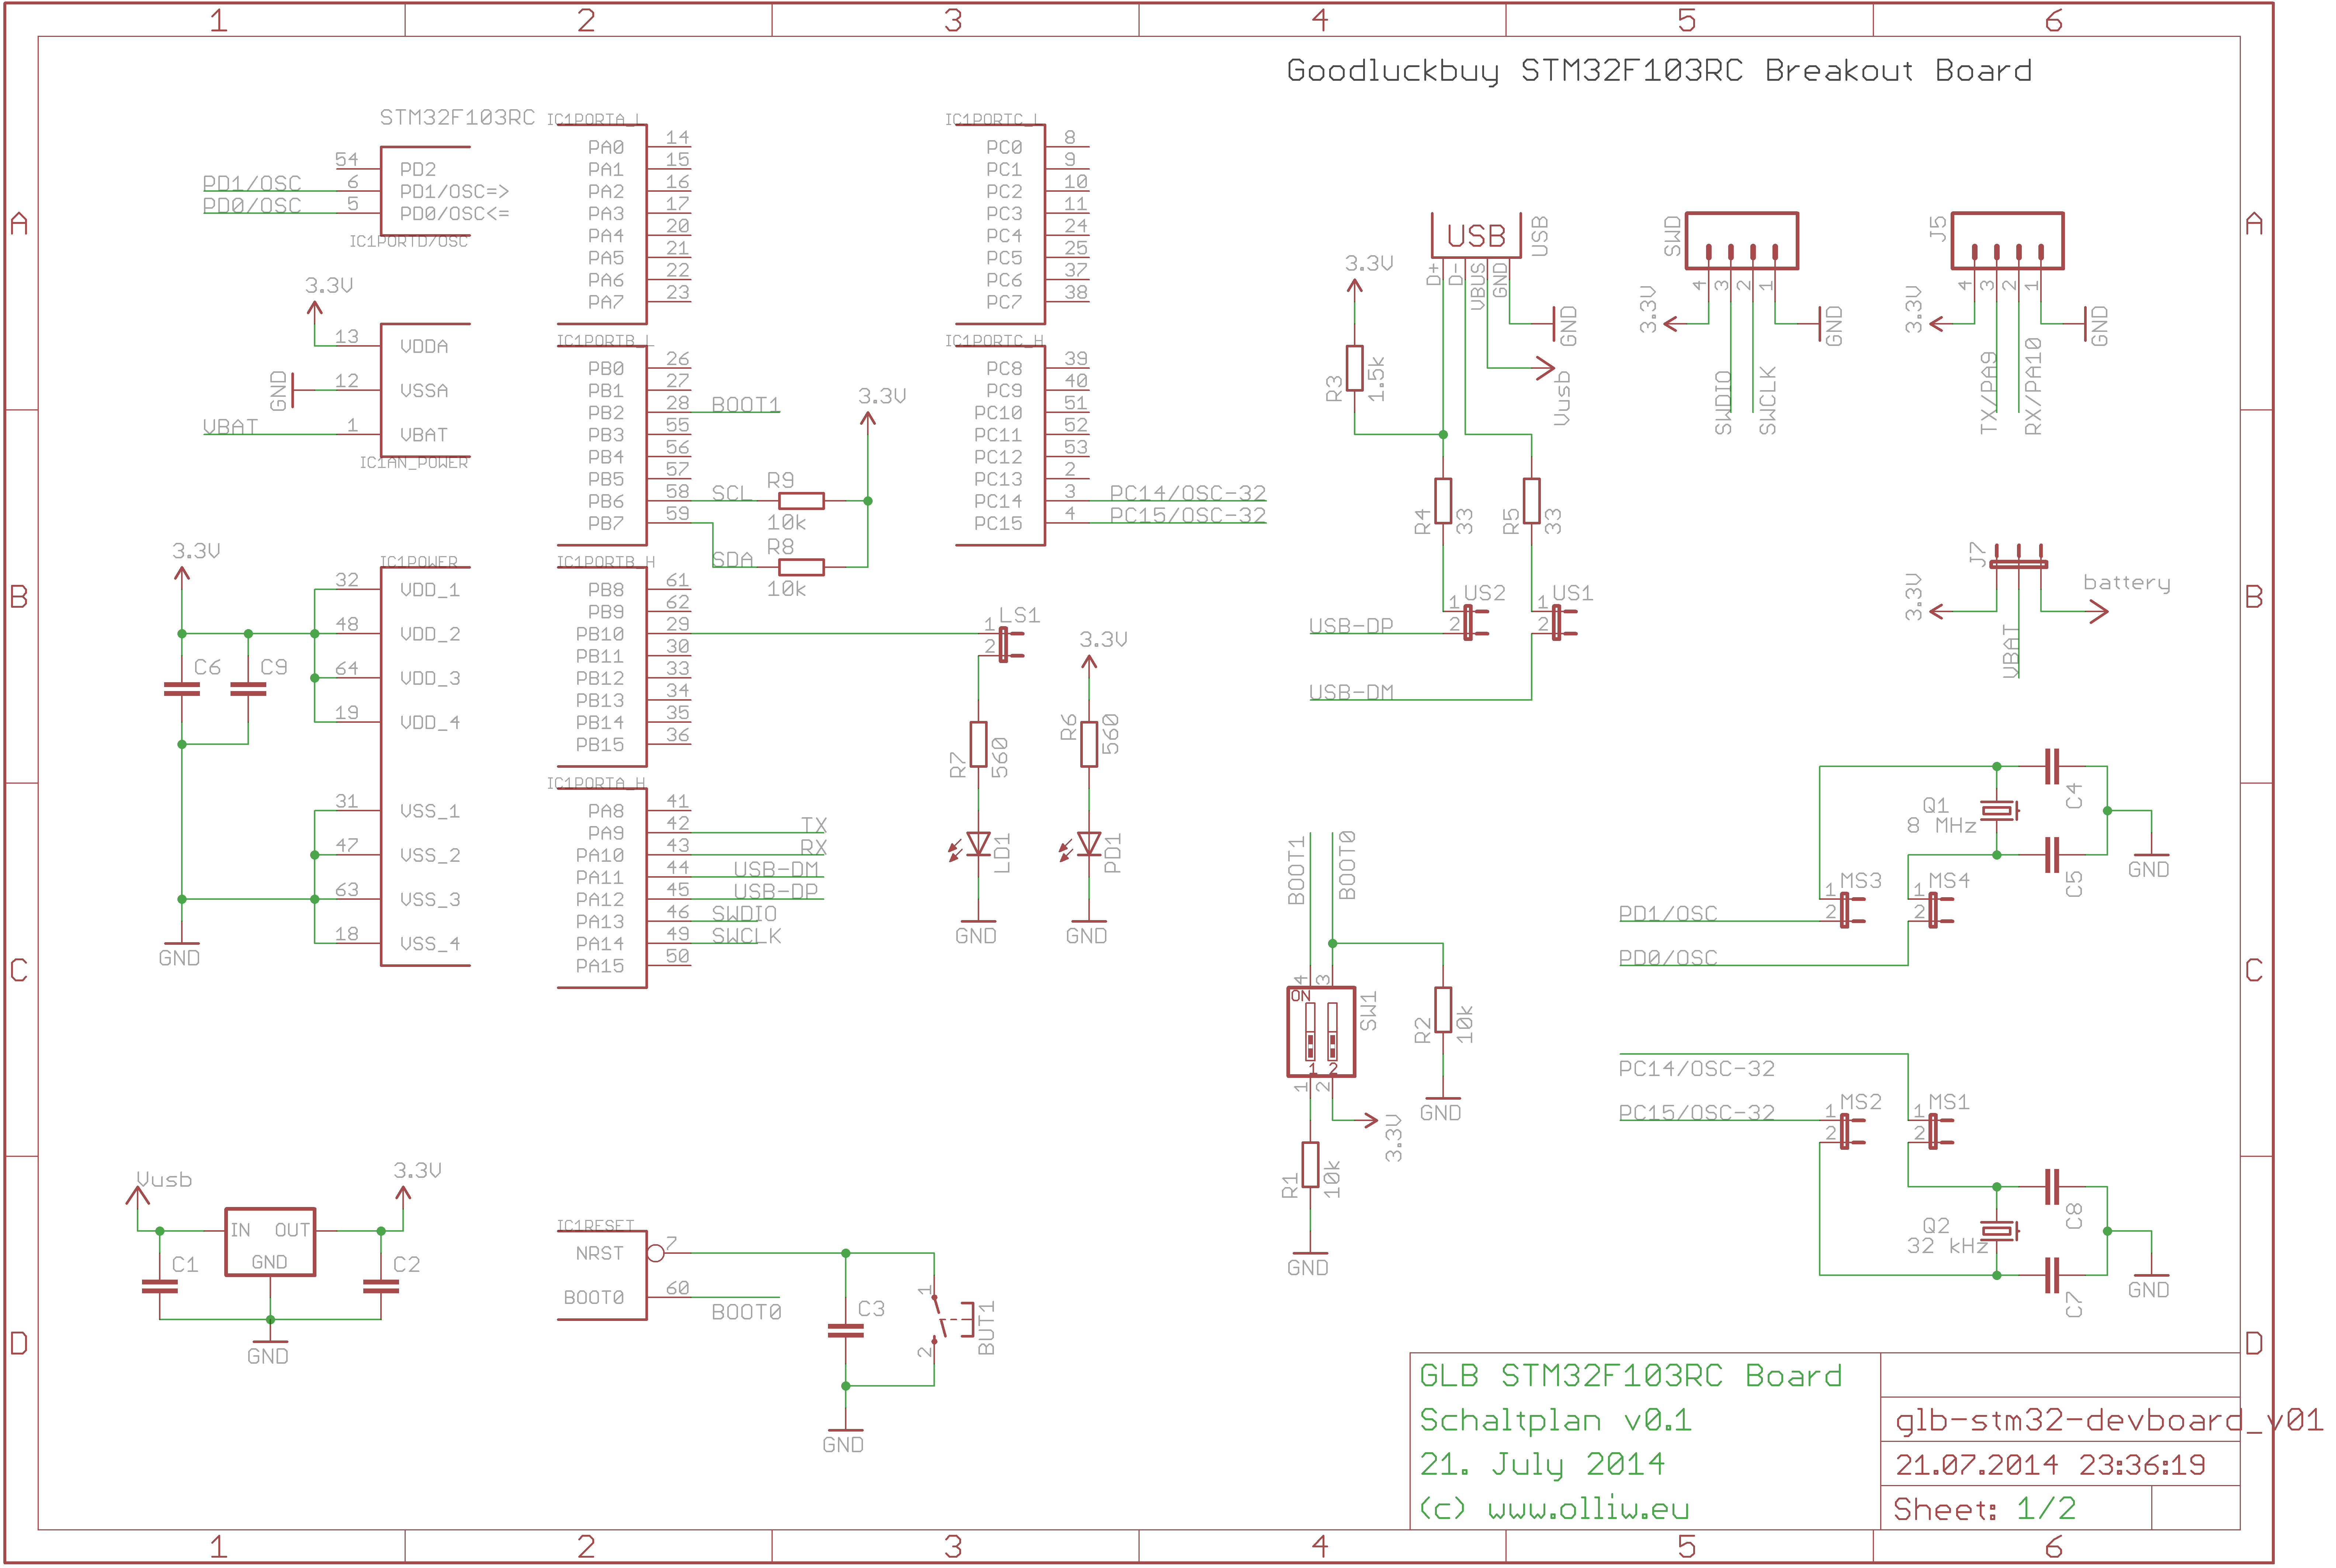 1 2 3 4 5 6
Goodluckbuy STM32F103RC Breakout Board
A
A
B
B
C
C
D
D
STM32F103RC
54 PD2
PD1/OSC 6 PD1/OSC=>
PD0/OSC 5 PD0/OSC<=
IC1PORTD/OSC
3.3V
13 VDDA
GND 12 VSSA
VBAT 1 VBAT
IC1AN_POWER
3.3V
IC1POWER
32 VDD_1
48 VDD_2
64 VDD_3
19 VDD_4
C6 C9
31 VSS_1
47 VSS_2
63 VSS_3
18 VSS_4
GND
IC1PORTA_L
PA0 14
PA1 15
PA2 16
PA3 17
PA4 20
PA5 21
PA6 22
PA7 23
IC1PORTB_L
PB0 26
PB1 27
PB2 28 BOOT1
PB3 55
PB4 56
PB5 57
PB6 58 SCL
PB7 59 SDA
R9
10k
R8
10k
3.3V
IC1PORTB_H
PB8 61
PB9 62
PB10 29
PB11 30
PB12 33
PB13 34
PB14 35
PB15 36
IC1PORTA_H
PA8 41
PA9 42 TX
PA10 43 RX
PA11 44 USB-DM
PA12 45 USB-DP
PA13 46 SWDIO
PA14 49 SWCLK
PA15 50
IC1PORTC_L
PC0 8
PC1 9
PC2 10
PC3 11
PC4 24
PC5 25
PC6 37
PC7 38
IC1PORTC_H
PC8 39
PC9 40
PC10 51
PC11 52
PC12 53
PC13 2
PC14 3 PC14/OSC-32
PC15 4 PC15/OSC-32
LS1
1
2
3.3V
R7 560
R6 560
LD1
PD1
GND
GND
USB
USB
D+ D- VBUS GND
GND
Vusb
3.3V
R3 1.5k
R4 33
R5 33
US2
1
2
US1
1
2
USB-DP
USB-DM
SWD
4 3 2 1
3.3V
GND
SWDIO
SWCLK
J5
4 3 2 1
3.3V
GND
TX/PA9
RX/PA10
J7
3.3V
battery
VBAT
Q1
8 MHz
C4
C5
GND
MS3
1
2
MS4
1
2
PD1/OSC
PD0/OSC
BOOT1
BOOT0
4 3
ON
1 2
SW1
1 2
R2 10k
GND
3.3V
R1 10k
GND
PC14/OSC-32
PC15/OSC-32
MS2
1
2
MS1
1
2
Q2
32 kHz
C8
C7
GND
Vusb
3.3V
IN OUT
GND
C1
C2
GND
IC1RESET
NRST 7
BOOT0 60
BOOT0
C3
1
2
BUT1
GND
GLB STM32F103RC Board
Schaltplan v0.1
21. July 2014
(c) www.olliw.eu
glb-stm32-devboard_v01
21.07.2014 23:36:19
Sheet: 1/2
1 2 3 4 5 6